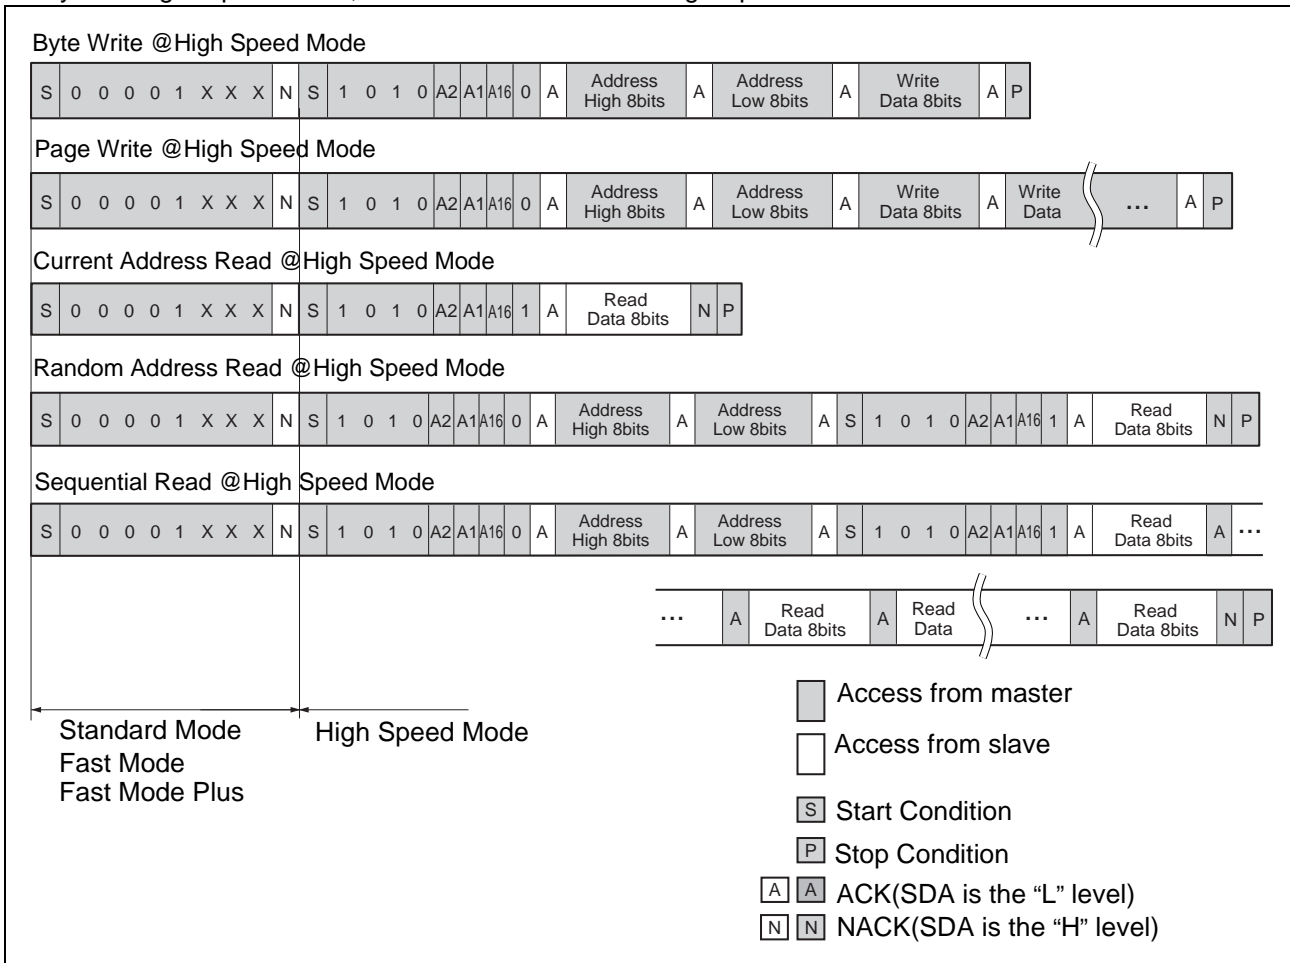 Byte Write @High Speed Mode
S 0 0 0 0 1 X X X N S 1 0 1 0 A2 A1 A16 0 A Address High 8bits A Address Low 8bits A Write Data 8bits A P
Page Write @High Speed Mode
S 0 0 0 0 1 X X X N S 1 0 1 0 A2 A1 A16 0 A Address High 8bits A Address Low 8bits A Write Data 8bits A Write Data ... A P
Current Address Read @High Speed Mode
S 0 0 0 0 1 X X X N S 1 0 1 0 A2 A1 A16 1 A Read Data 8bits N P
Random Address Read @High Speed Mode
S 0 0 0 0 1 X X X N S 1 0 1 0 A2 A1 A16 0 A Address High 8bits A Address Low 8bits A S 1 0 1 0 A2 A1 A16 1 A Read Data 8bits N P
Sequential Read @High Speed Mode
S 0 0 0 0 1 X X X N S 1 0 1 0 A2 A1 A16 0 A Address High 8bits A Address Low 8bits A S 1 0 1 0 A2 A1 A16 1 A Read Data 8bits A ...
... A Read Data 8bits A Read Data ... A Read Data 8bits N P
Standard Mode
Fast Mode
Fast Mode Plus
High Speed Mode
Access from master
Access from slave
S Start Condition
P Stop Condition
A A ACK(SDA is the “L” level)
N N NACK(SDA is the “H” level)